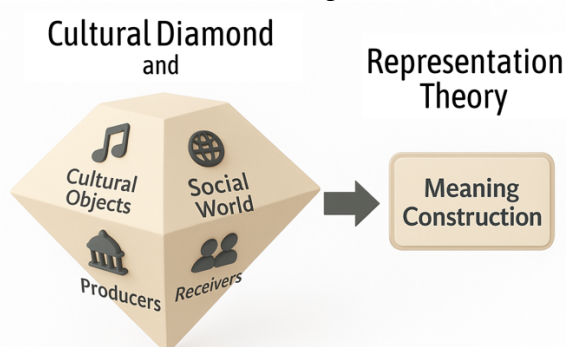 Cultural Diamond
and
Representation
Theory
Cultural
Objects
Social
World
Producers
Receivers
Meaning
Construction